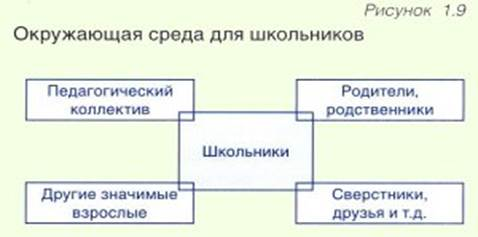 Рисунок 1.9
Окружающая среда для школьников
Педагогический
коллектив
Родители,
родственники
Школьники
Другие значимые
взрослые
Сверстники,
друзья и т.д.